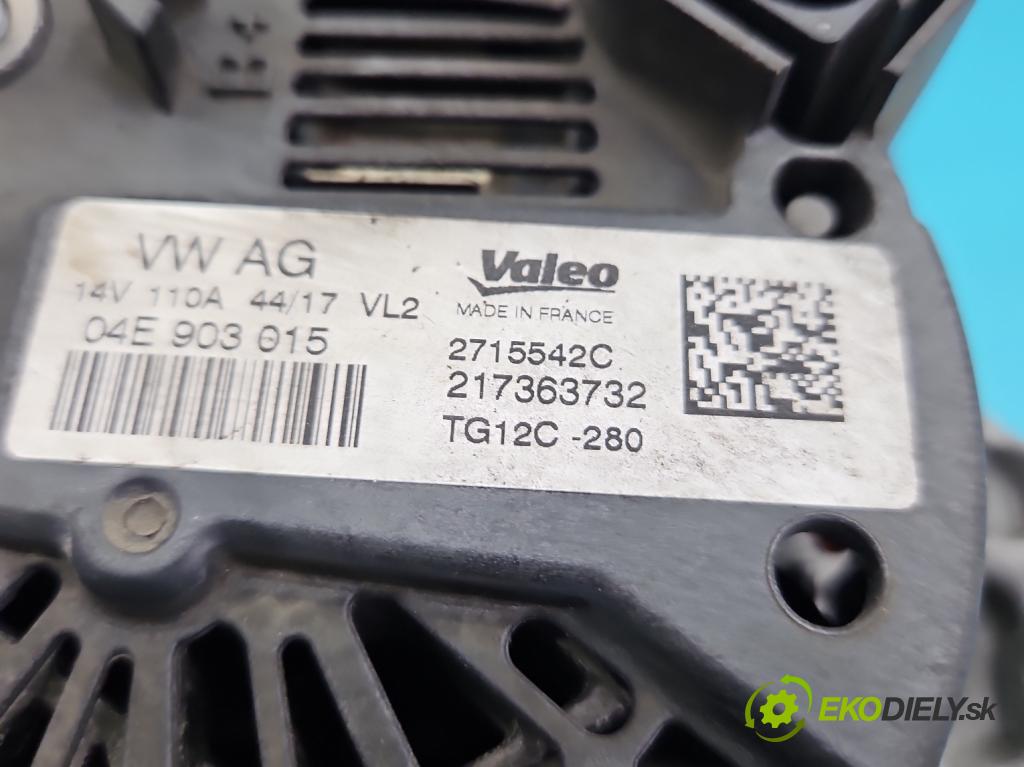 B+
VW AG
14V 110A 44/17 VL2
04E 903 015
Valeo
MADE IN FRANCE
2715542C
217363732
TG12C -280
EKODIELY.sk